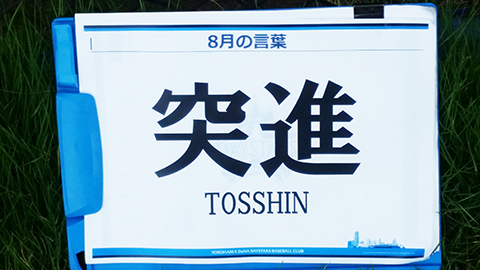 8月の言葉
突進
TOSSHIN
YOKOHAMA DeNA BAYSTARS BASEBALL CLUB